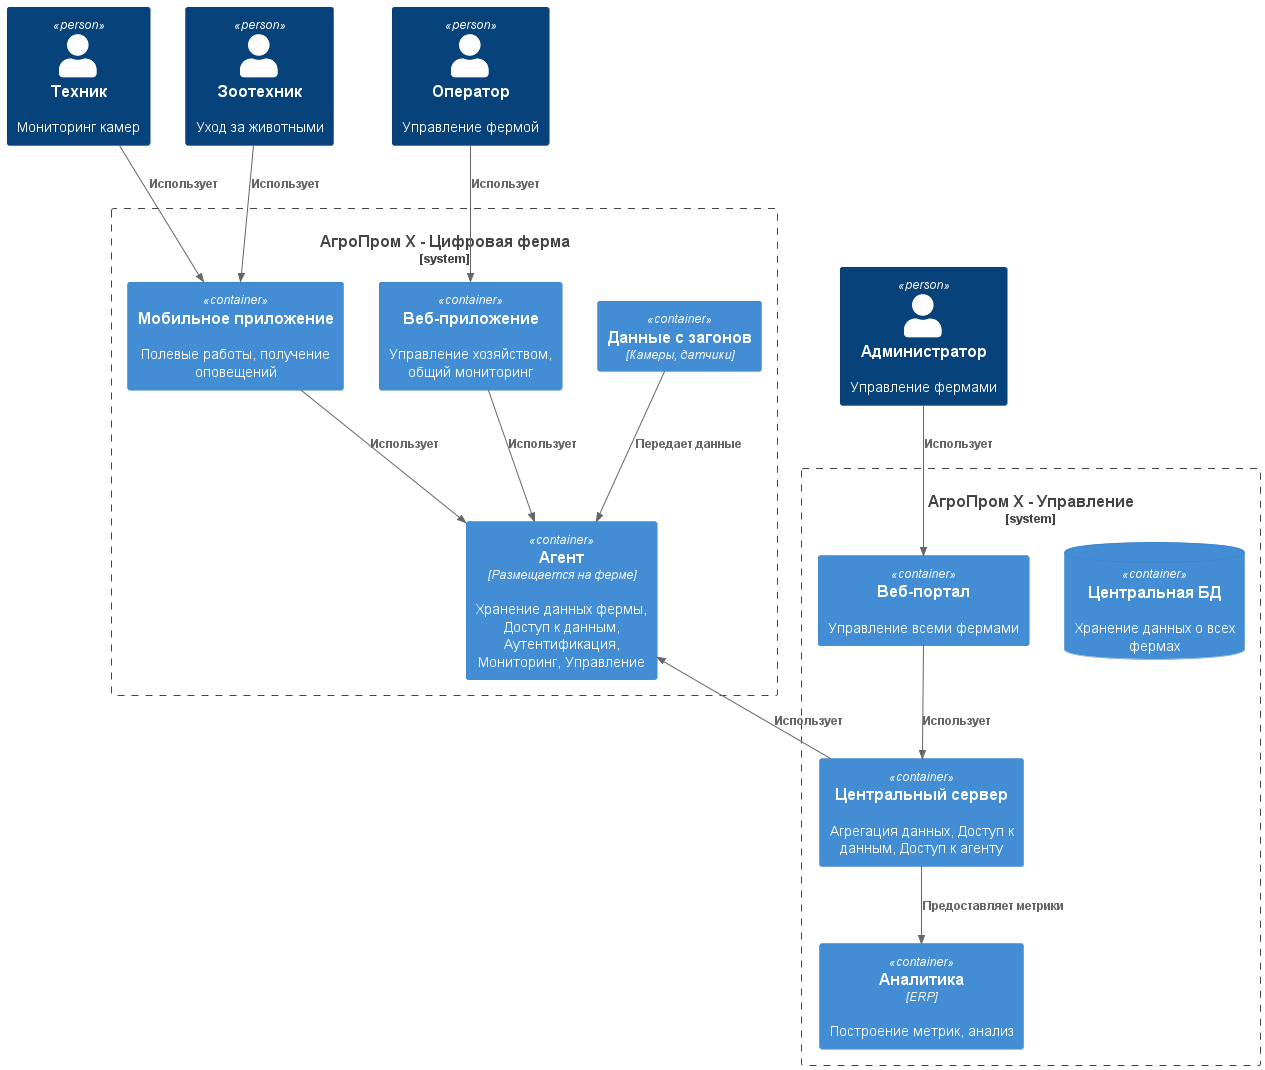 «person»
Техник
Мониторинг камер
«person»
Зоотехник
Уход за животными
«person»
Оператор
Управление фермой
Использует
Использует
Использует
АгроПром X - Цифровая ферма
[system]
«container»
Мобильное приложение
Полевые работы, получение
оповещений
«container»
Веб-приложение
Управление хозяйством,
общий мониторинг
«container»
Данные с загонов
[Камеры, датчики]
«person»
Администратор
Управление фермами
Использует
Использует
Передает данные
Использует
АгроПром X - Управление
[system]
«container»
Агент
[Размещается на ферме]
Хранение данных фермы,
Доступ к данным,
Аутентификация,
Мониторинг, Управление
«container»
Веб-портал
Управление всеми фермами
«container»
Центральная БД
Хранение данных о всех
фермах
Использует
Использует
«container»
Центральный сервер
Агрегация данных, Доступ к
данным, Доступ к агенту
Предоставляет метрики
«container»
Аналитика
[ERP]
Построение метрик, анализ